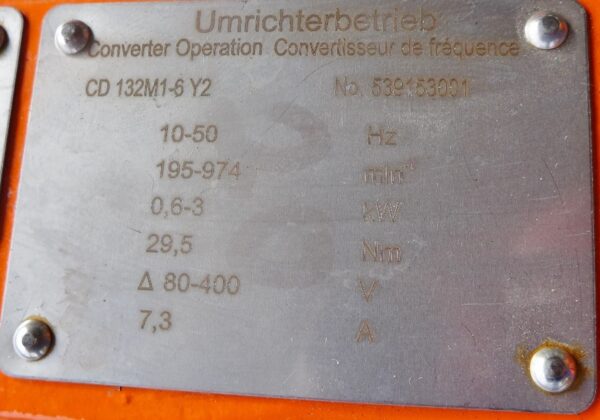 Umrichterbetrieb
Converter Operation Convertisseur de fréquence
CD 132M1-6 Y2 No. 539153001
10-50 Hz
195-974 min⁻¹
0,6-3 kW
29,5 Nm
Δ 80-400 V
7,3 A